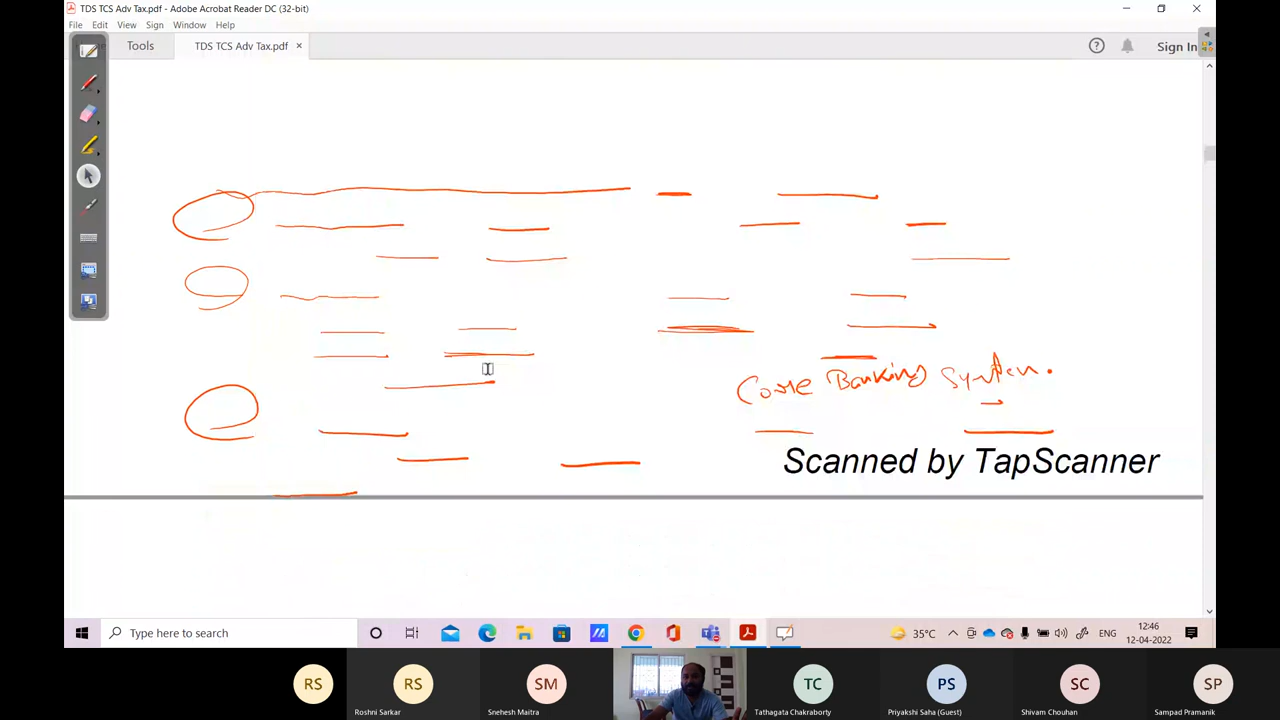 TDS TCS Adv Tax.pdf - Adobe Acrobat Reader DC (32-bit)
File Edit View Sign Window Help
Tools TDS TCS Adv Tax.pdf × Sign In
Core Banking System.
Scanned by TapScanner
Type here to search
35°C ENG 12:46
12-04-2022
RS RS SM TC PS SC SP
Roshni Sarkar Snehesh Maitra Tathagata Chakraborty Priyakshi Saha (Guest) Shivam Chouhan Sampad Pramanik